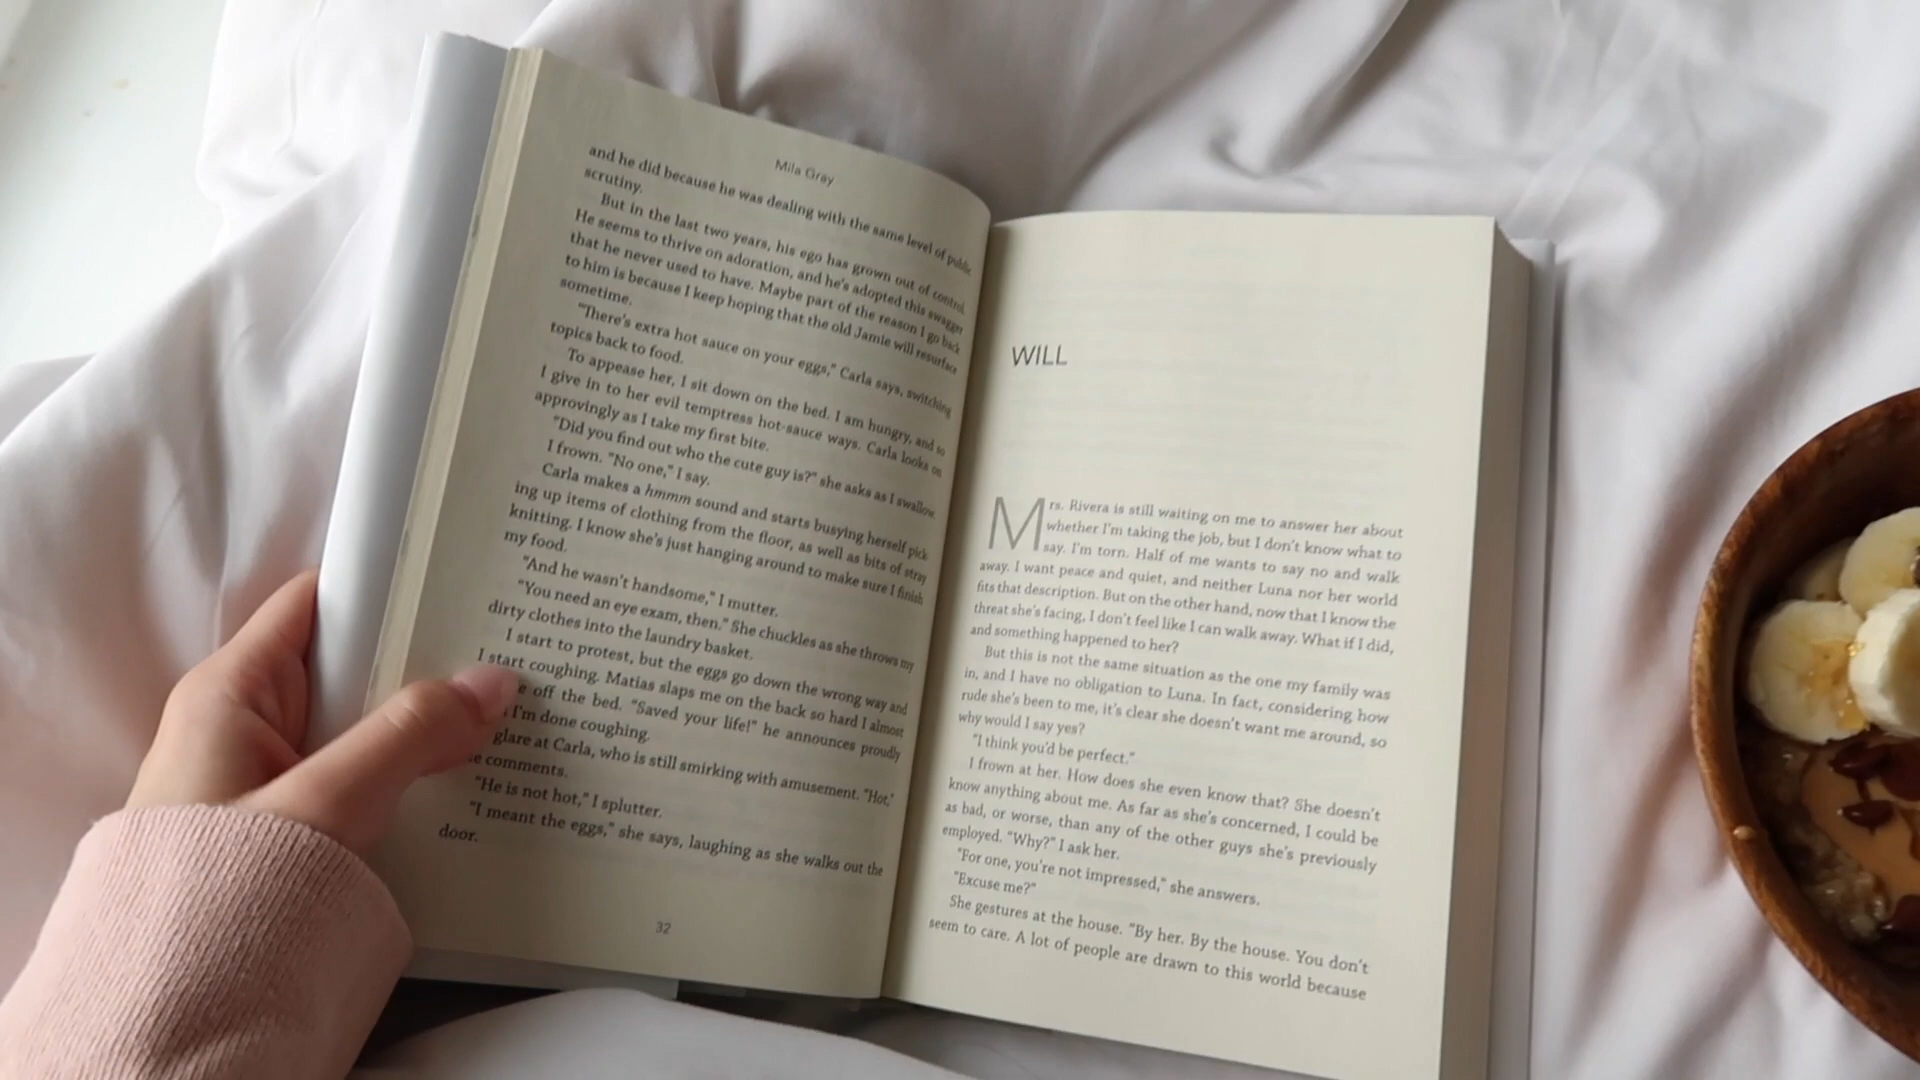 Mila Gray
and he did because he was dealing with the same level of public
scrutiny.
But in the last two years, his ego has grown out of control.
He seems to thrive on adoration, and he's adopted this swagger
that he never used to have. Maybe part of the reason I go back
to him is because I keep hoping that the old Jamie will resurface
sometime.
“There's extra hot sauce on your eggs,” Carla says, switching
topics back to food.
To appease her, I sit down on the bed. I am hungry, and so
I give in to her evil temptress hot-sauce ways. Carla looks on
approvingly as I take my first bite.
“Did you find out who the cute guy is?” she asks as I swallow.
I frown. “No one,” I say.
Carla makes a hmmm sound and starts busying herself pick
ing up items of clothing from the floor, as well as bits of stray
knitting. I know she's just hanging around to make sure I finish
my food.
“And he wasn't handsome,” I mutter.
“You need an eye exam, then.” She chuckles as she throws my
dirty clothes into the laundry basket.
I start to protest, but the eggs go down the wrong way and
I start coughing. Matias slaps me on the back so hard I almost
off the bed. “Saved your life!” he announces proudly
I'm done coughing.
glare at Carla, who is still smirking with amusement. “Hot,”
comments.
“He is not hot,” I splutter.
“I meant the eggs,” she says, laughing as she walks out the
door.
32
WILL
Mrs. Rivera is still waiting on me to answer her about
whether I'm taking the job, but I don't know what to
say. I'm torn. Half of me wants to say no and walk
away. I want peace and quiet, and neither Luna nor her world
fits that description. But on the other hand, now that I know the
threat she's facing, I don't feel like I can walk away. What if I did,
and something happened to her?
But this is not the same situation as the one my family was
in, and I have no obligation to Luna. In fact, considering how
rude she's been to me, it's clear she doesn't want me around, so
why would I say yes?
“I think you'd be perfect.”
I frown at her. How does she even know that? She doesn't
know anything about me. As far as she's concerned, I could be
as bad, or worse, than any of the other guys she's previously
employed. “Why?” I ask her.
“For one, you're not impressed,” she answers.
“Excuse me?”
She gestures at the house. “By her. By the house. You don't
seem to care. A lot of people are drawn to this world because